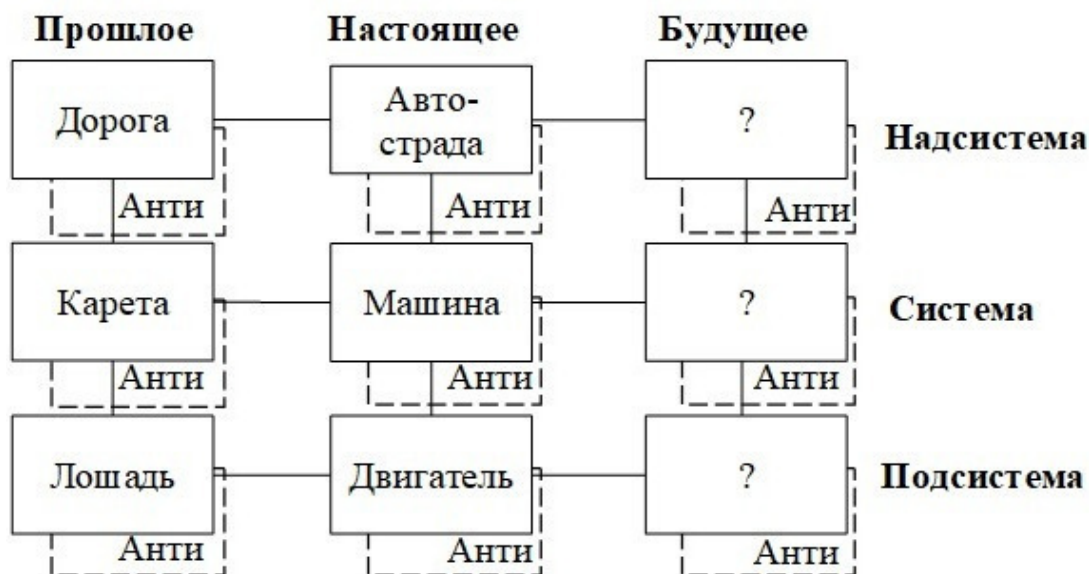 Прошлое Настоящее Будущее
Дорога Авто-
страда ? Надсистема
Анти Анти Анти
Карета Машина ? Система
Анти Анти Анти
Лошадь Двигатель ? Подсистема
Анти Анти Анти